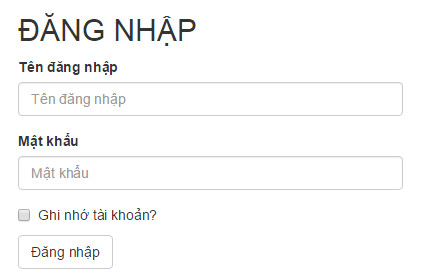 ĐĂNG NHẬP
Tên đăng nhập
Tên đăng nhập
Mật khẩu
Mật khẩu
Ghi nhớ tài khoản?
Đăng nhập